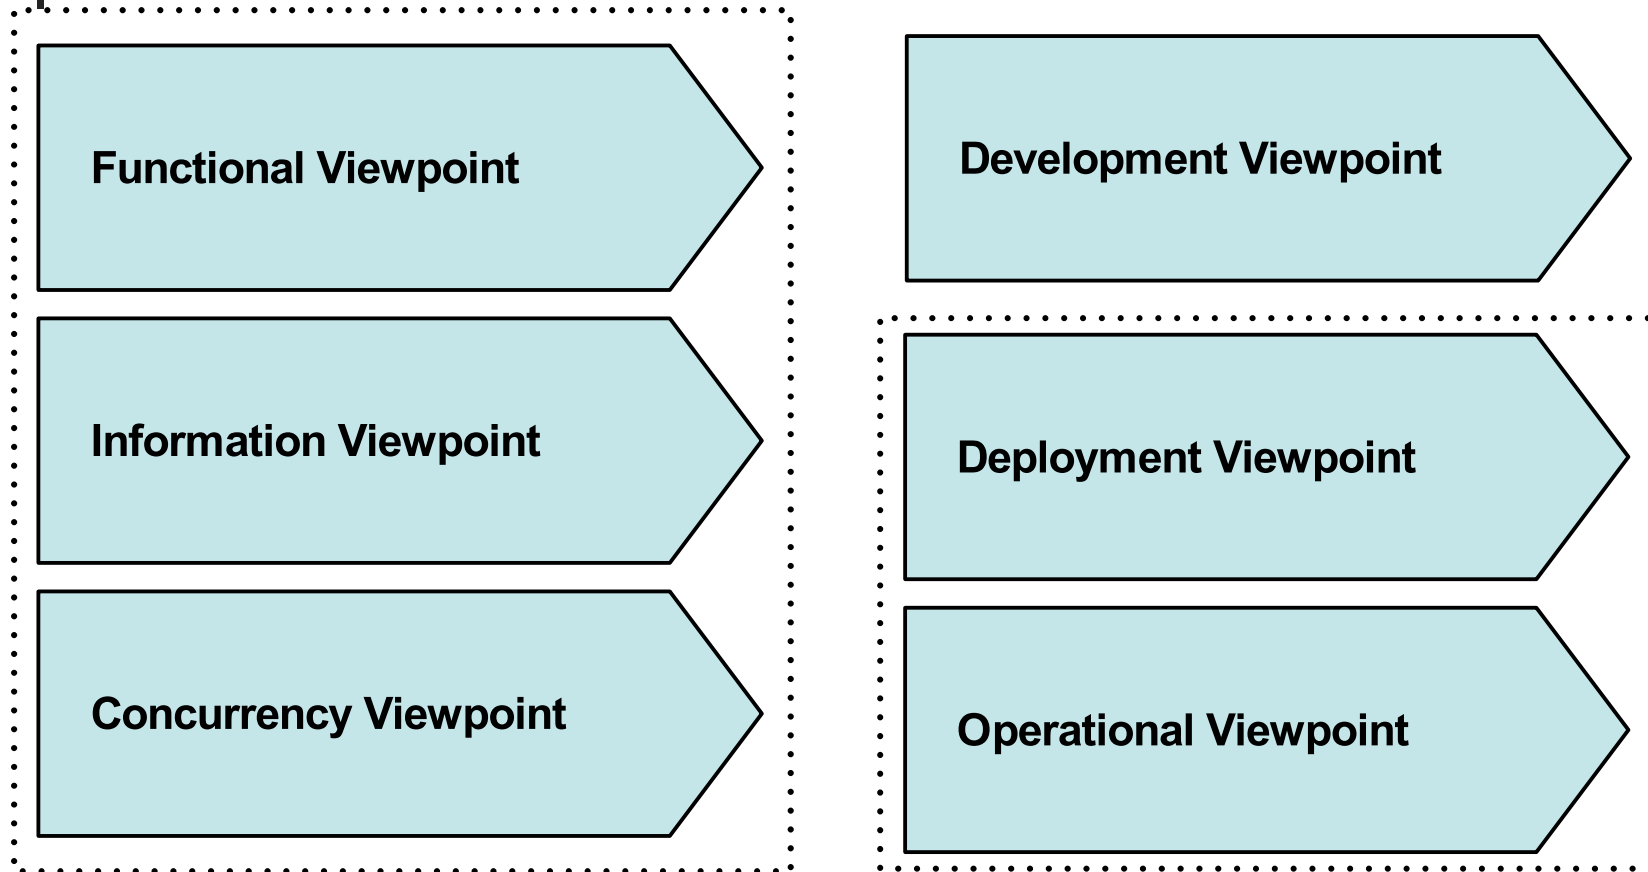 Functional Viewpoint
Information Viewpoint
Concurrency Viewpoint
Development Viewpoint
Deployment Viewpoint
Operational Viewpoint